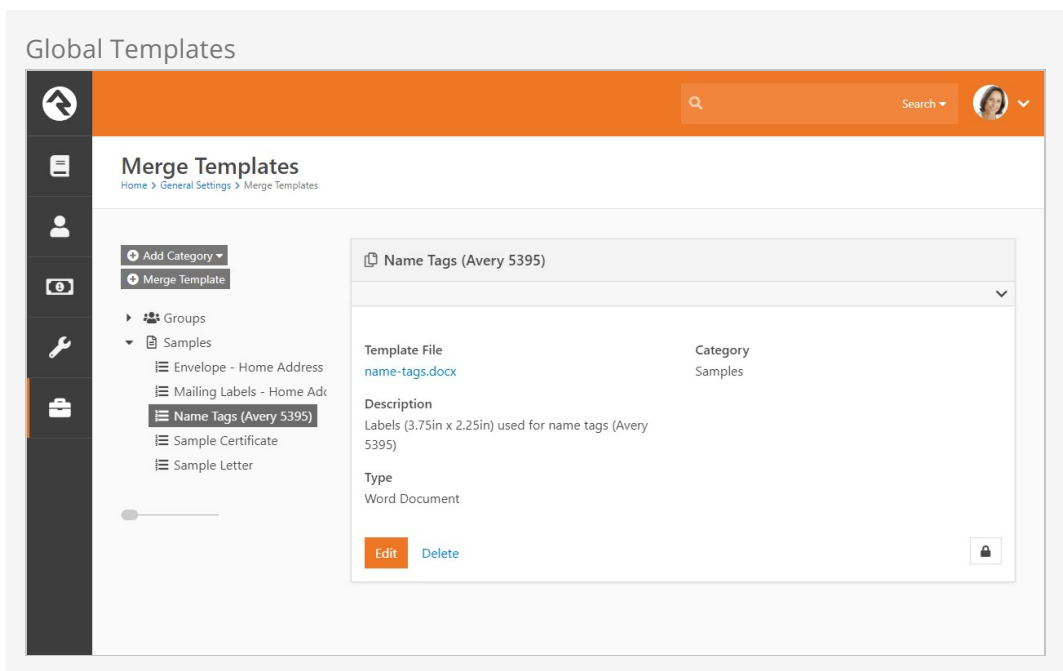 Global Templates
Search
Merge Templates
Home > General Settings > Merge Templates
Add Category
Merge Template
Groups
Samples
Envelope - Home Address
Mailing Labels - Home Add
Name Tags (Avery 5395)
Sample Certificate
Sample Letter
Name Tags (Avery 5395)
Template File
name-tags.docx
Category
Samples
Description
Labels (3.75in x 2.25in) used for name tags (Avery
5395)
Type
Word Document
Edit
Delete